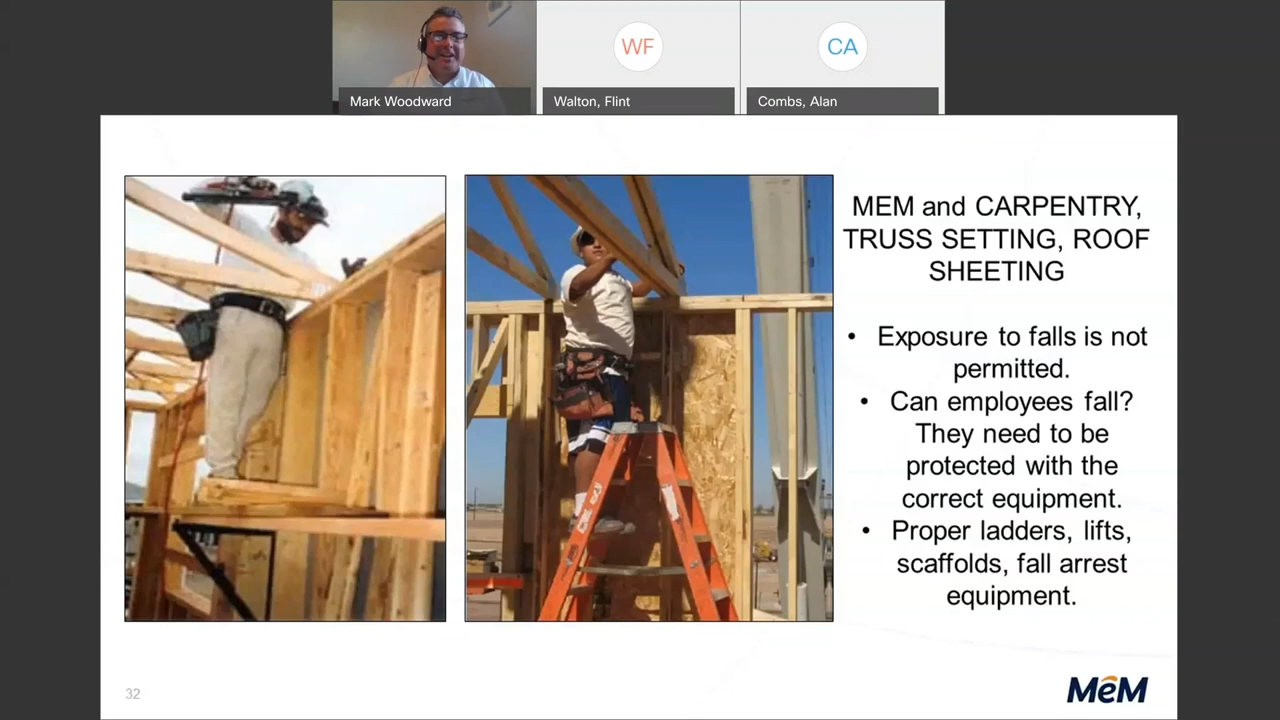 WF
CA
Mark Woodward
Walton, Flint
Combs, Alan
MEM and CARPENTRY,
TRUSS SETTING, ROOF
SHEETING
• Exposure to falls is not
permitted.
• Can employees fall?
They need to be
protected with the
correct equipment.
• Proper ladders, lifts,
scaffolds, fall arrest
equipment.
32
MeM